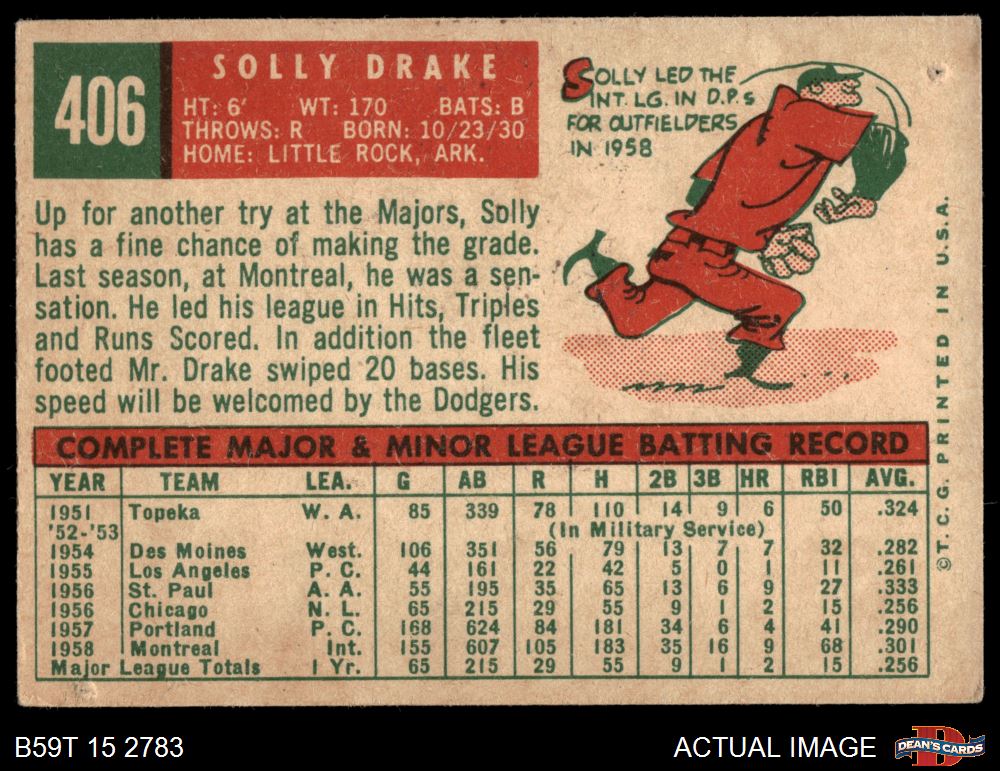 406
SOLLY DRAKE
HT: 6' WT: 170 BATS: B
THROWS: R BORN: 10/23/30
HOME: LITTLE ROCK, ARK.
SOLLY LED THE
INT. LG. IN D.P.s
FOR OUTFIELDERS
IN 1958
Up for another try at the Majors, Solly
has a fine chance of making the grade.
Last season, at Montreal, he was a sen-
sation. He led his league in Hits, Triples
and Runs Scored. In addition the fleet
footed Mr. Drake swiped 20 bases. His
speed will be welcomed by the Dodgers.
COMPLETE MAJOR & MINOR LEAGUE BATTING RECORD
YEAR TEAM LEA. G AB R H 2B 3B HR RBI AVG.
1951 Topeka W. A. 85 339 78 110 14 9 6 50 .324
'52-'53 (In Military Service)
1954 Des Moines West. 106 351 56 79 13 7 7 32 .282
1955 Los Angeles P. C. 44 161 22 42 5 0 1 11 .261
1956 St. Paul A. A. 55 195 35 65 13 6 9 27 .333
1956 Chicago N. L. 65 215 29 55 9 1 2 15 .256
1957 Portland P. C. 168 624 84 181 34 6 4 41 .290
1958 Montreal Int. 155 607 105 183 35 16 9 68 .301
Major League Totals 1 Yr. 65 215 29 55 9 1 2 15 .256
©T. C. G. PRINTED IN U. S. A.
B59T 15 2783
ACTUAL IMAGE
DEAN'S CARDS